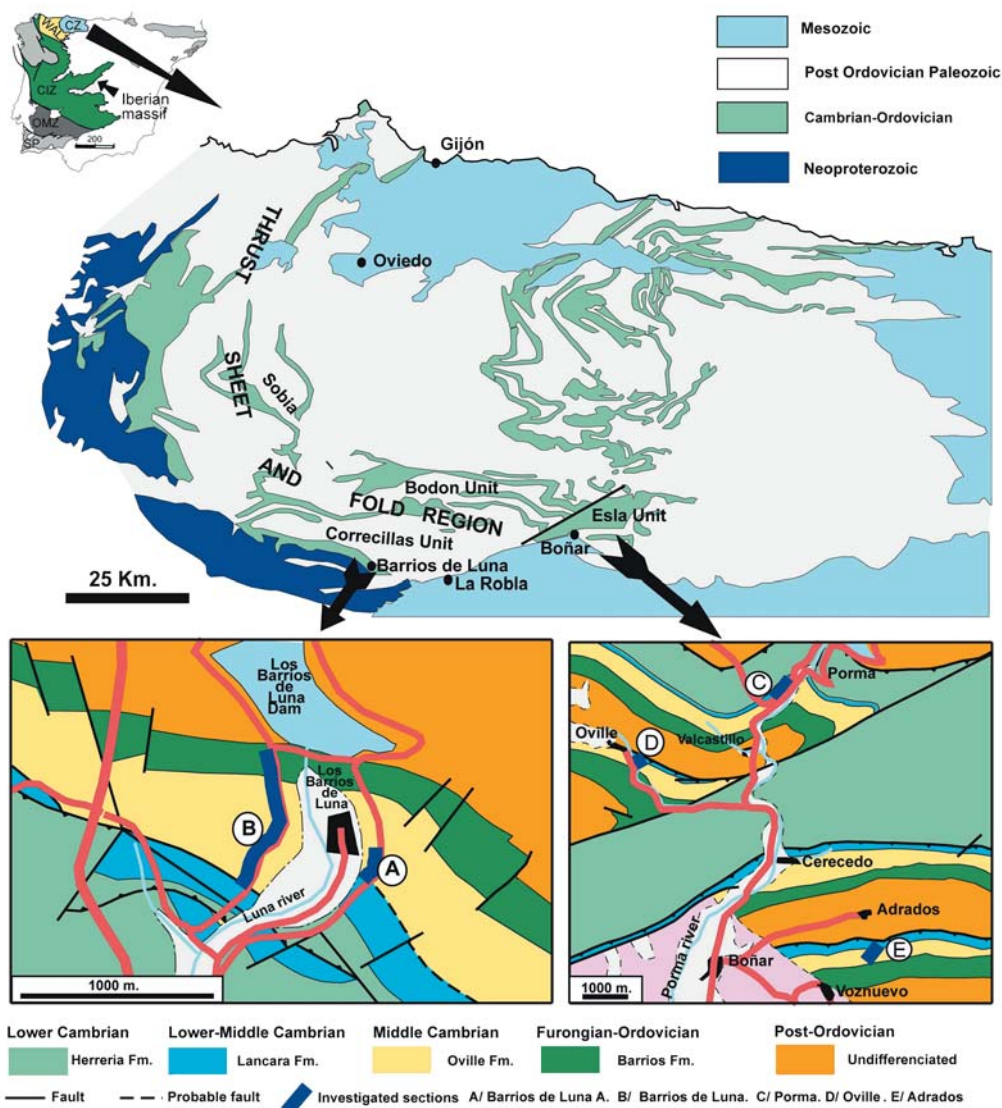 WAL
CZ
CIZ
OMZ
SP
Iberian
massif
200
Mesozoic
Post Ordovician Paleozoic
Cambrian-Ordovician
Neoproterozoic
Gijón
Oviedo
THRUST
SHEET
Sobia
AND
FOLD REGION
Bodon Unit
Esla Unit
Correcillas Unit
Boñar
Barrios de Luna
La Robla
25 Km.
Los
Barrios
de
Luna
Dam
Los
Barrios
de
Luna
B
A
Luna river
1000 m.
C
Porma
Oville
D
Valcastillo
Cerecedo
Adrados
E
Porma river
Boñar
Voznuevo
1000 m.
Lower Cambrian Lower-Middle Cambrian Middle Cambrian Furongian-Ordovician Post-Ordovician
Herreria Fm. Lancara Fm. Oville Fm. Barrios Fm. Undifferenciated
Fault Probable fault Investigated sections A/ Barrios de Luna A. B/ Barrios de Luna. C/ Porma. D/ Oville . E/ Adrados